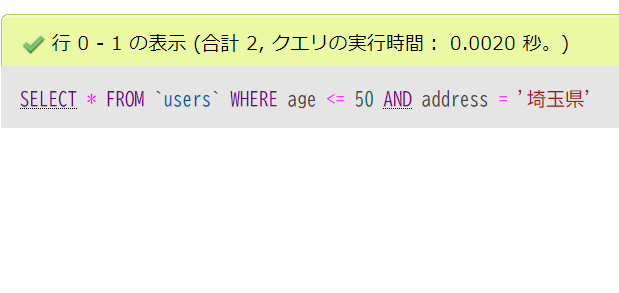 行 0 - 1 の表示 (合計 2, クエリの実行時間： 0.0020 秒。)
SELECT * FROM `users` WHERE age <= 50 AND address = '埼玉県'